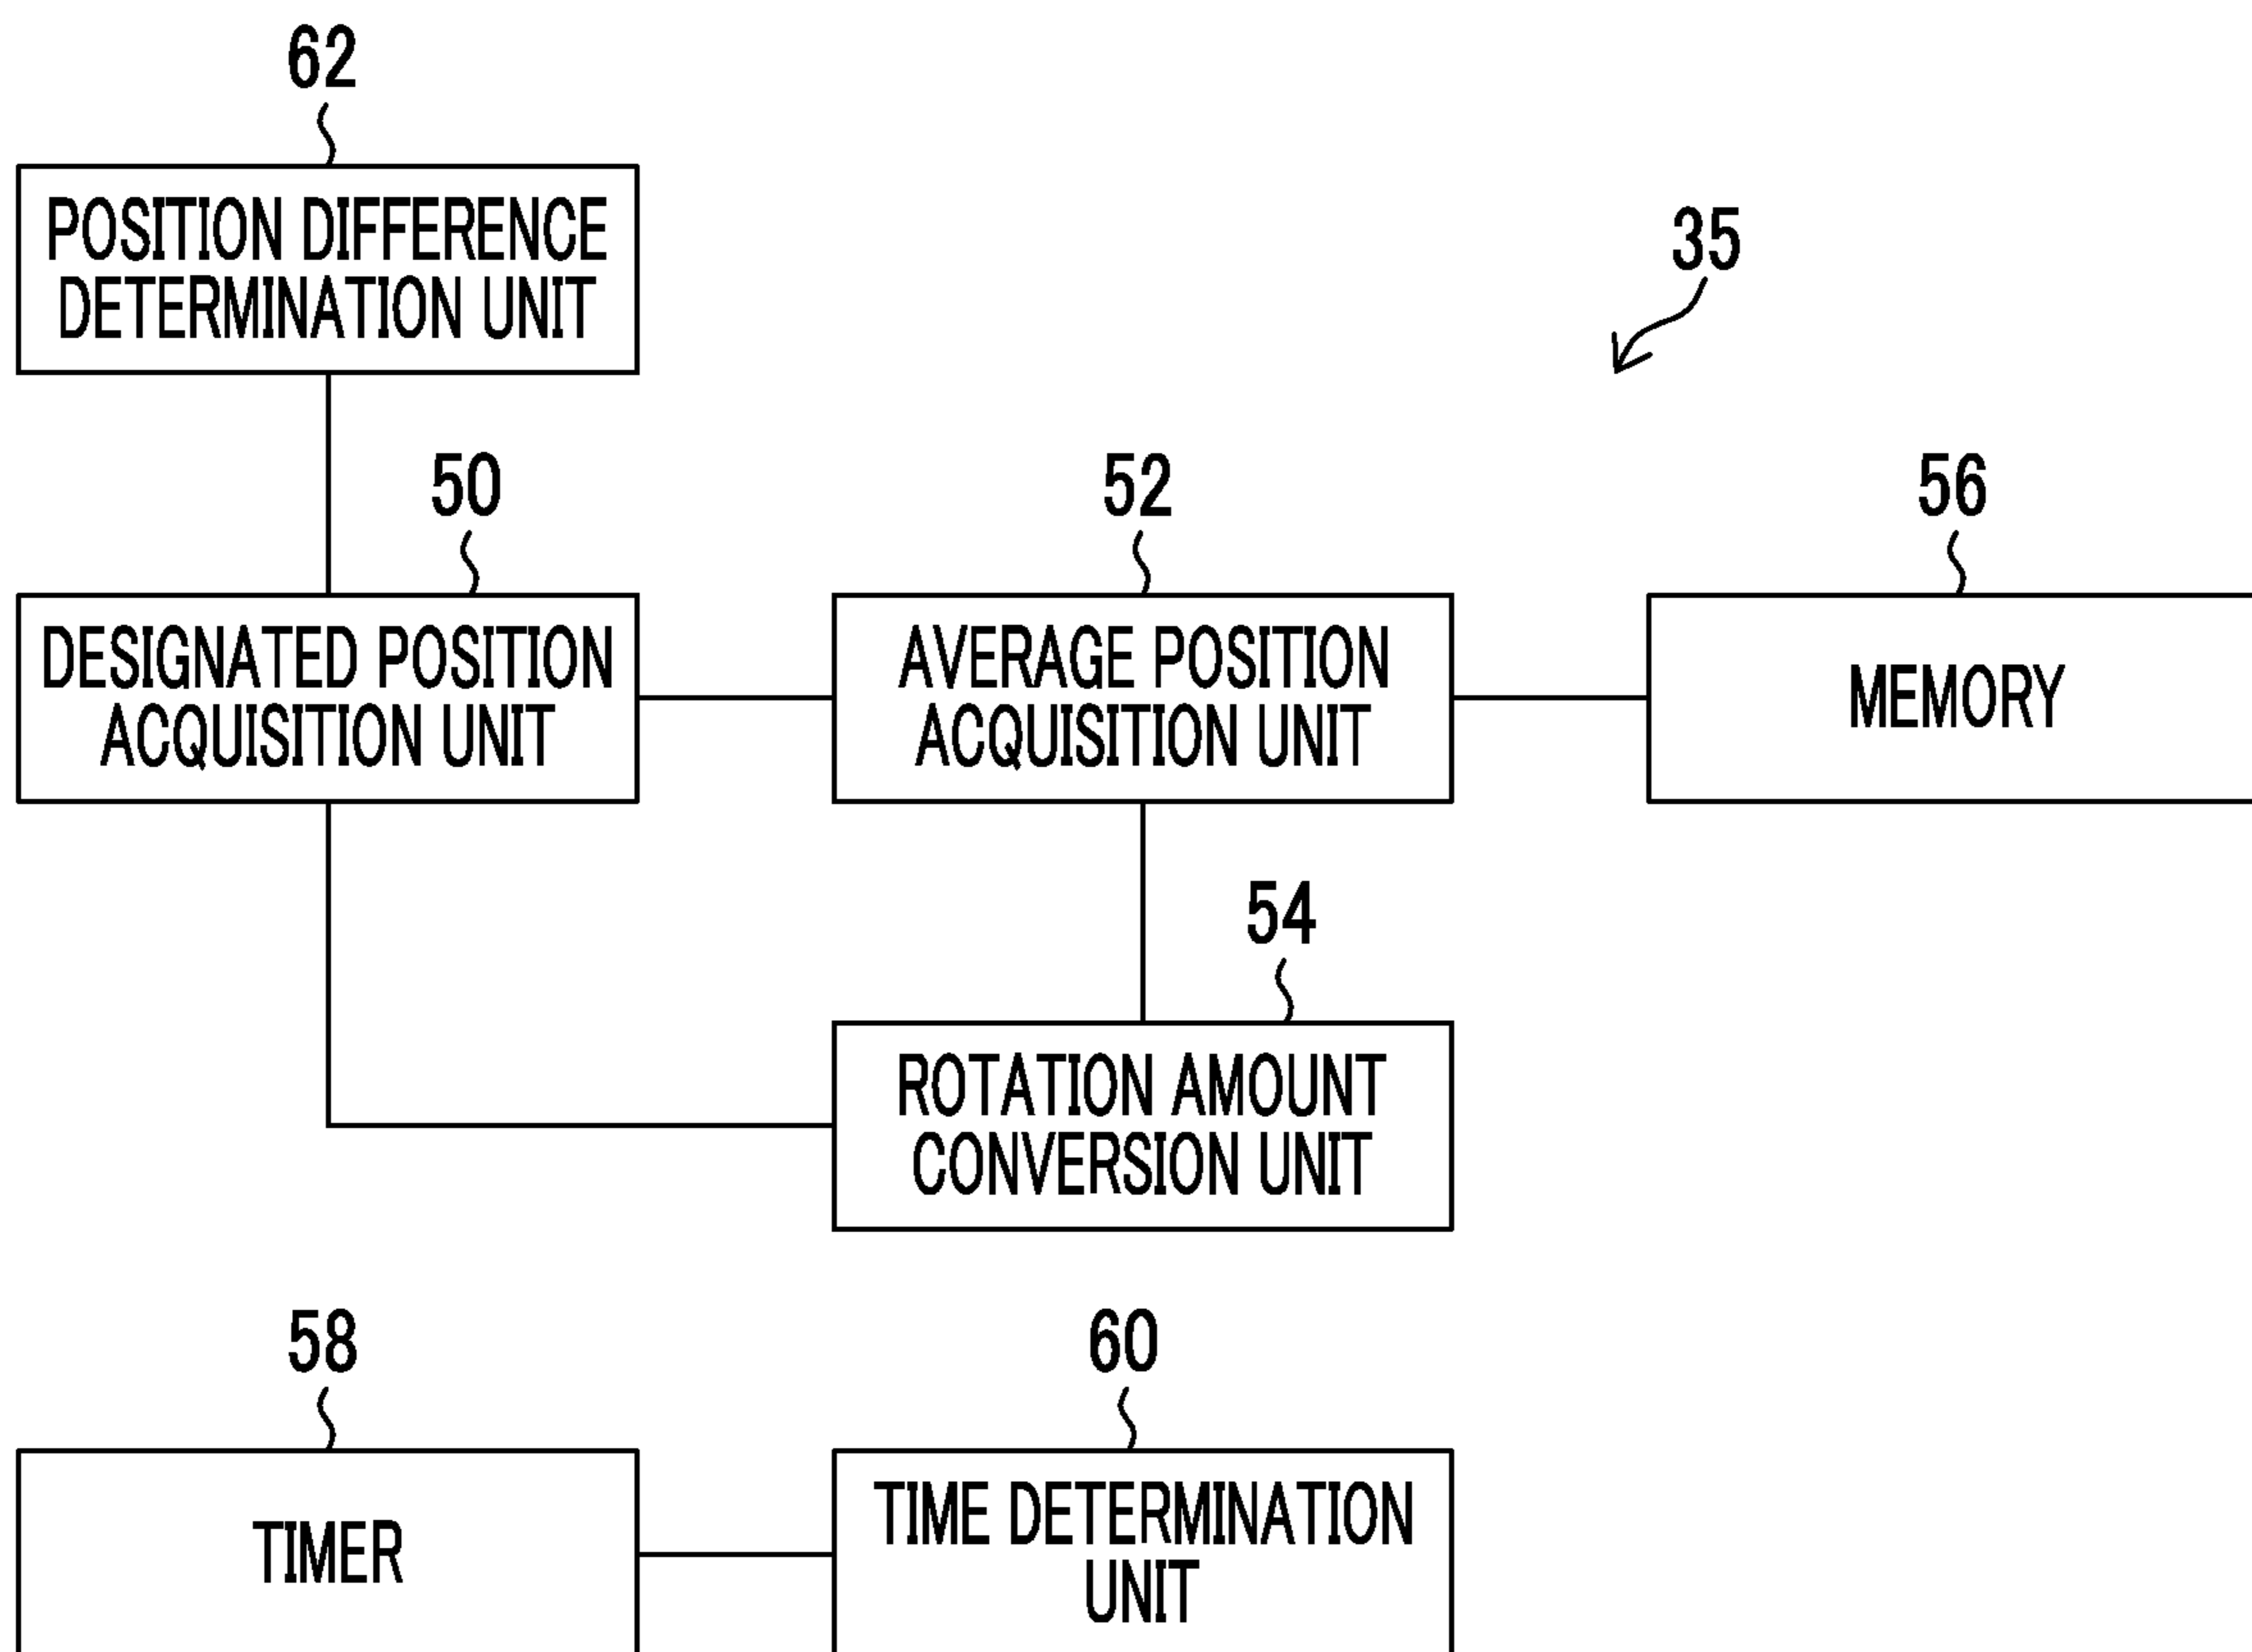 62
POSITION DIFFERENCE
DETERMINATION UNIT
35
50
DESIGNATED POSITION
ACQUISITION UNIT
52
AVERAGE POSITION
ACQUISITION UNIT
56
MEMORY
54
ROTATION AMOUNT
CONVERSION UNIT
58
TIMER
60
TIME DETERMINATION
UNIT